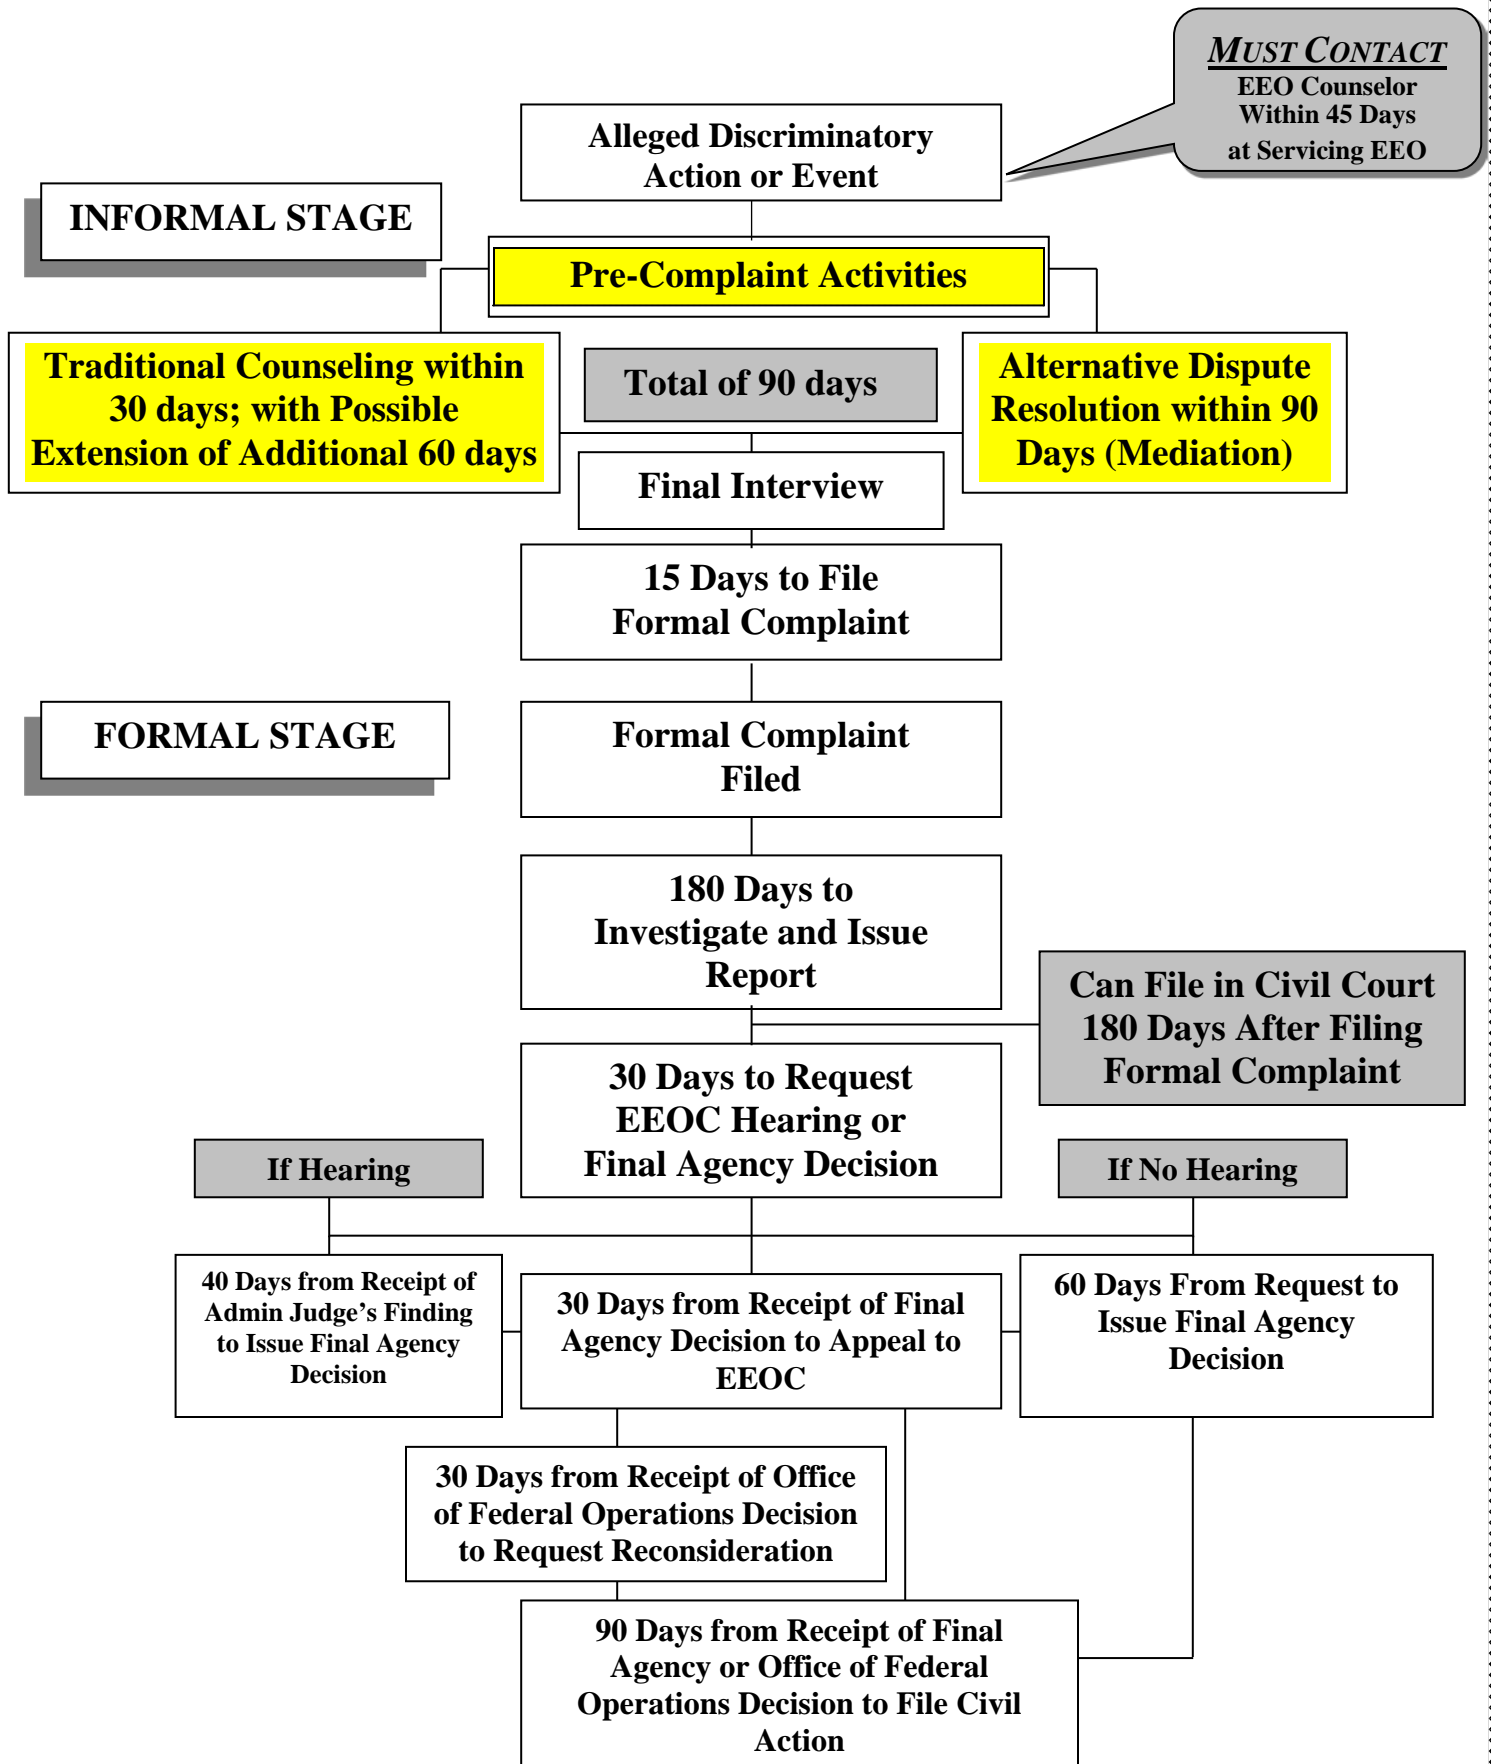 MUST CONTACT
EEO Counselor
Within 45 Days
at Servicing EEO
Alleged Discriminatory
Action or Event
INFORMAL STAGE
Pre-Complaint Activities
Traditional Counseling within
30 days; with Possible
Extension of Additional 60 days
Total of 90 days
Alternative Dispute
Resolution within 90
Days (Mediation)
Final Interview
15 Days to File
Formal Complaint
FORMAL STAGE
Formal Complaint
Filed
180 Days to
Investigate and Issue
Report
Can File in Civil Court
180 Days After Filing
Formal Complaint
30 Days to Request
EEOC Hearing or
Final Agency Decision
If Hearing
If No Hearing
40 Days from Receipt of
Admin Judge’s Finding
to Issue Final Agency
Decision
30 Days from Receipt of Final
Agency Decision to Appeal to
EEOC
60 Days From Request to
Issue Final Agency
Decision
30 Days from Receipt of Office
of Federal Operations Decision
to Request Reconsideration
90 Days from Receipt of Final
Agency or Office of Federal
Operations Decision to File Civil
Action